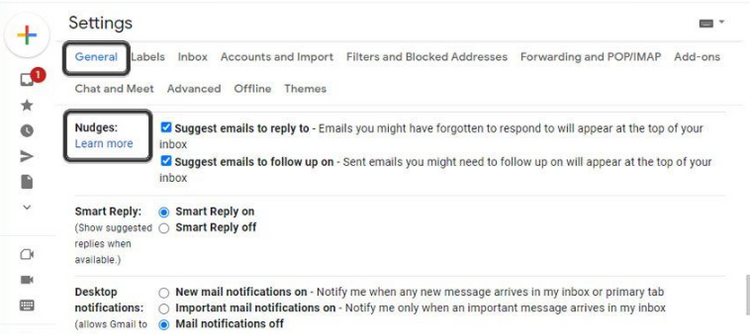 Settings
General Labels Inbox Accounts and Import Filters and Blocked Addresses Forwarding and POP/IMAP Add-ons
Chat and Meet Advanced Offline Themes
1
Nudges:
Learn more
Suggest emails to reply to - Emails you might have forgotten to respond to will appear at the top of your
inbox
Suggest emails to follow up on - Sent emails you might need to follow up on will appear at the top of your
inbox
Smart Reply:
(Show suggested
replies when
available.)
Smart Reply on
Smart Reply off
Desktop
notifications:
(allows Gmail to
New mail notifications on - Notify me when any new message arrives in my inbox or primary tab
Important mail notifications on - Notify me only when an important message arrives in my inbox
Mail notifications off